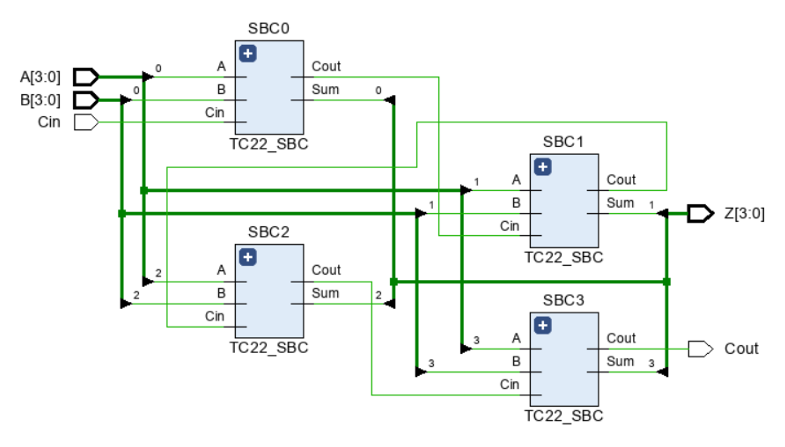 SBC0
A[3:0]
0
A
Cout
B[3:0]
0
B
Sum
0
Cin
Cin
TC22_SBC
SBC1
1
A
Cout
1
B
Sum
1
Z[3:0]
Cin
TC22_SBC
SBC2
2
A
Cout
2
B
Sum
2
Cin
TC22_SBC
SBC3
3
A
Cout
Cout
3
B
Sum
3
Cin
TC22_SBC